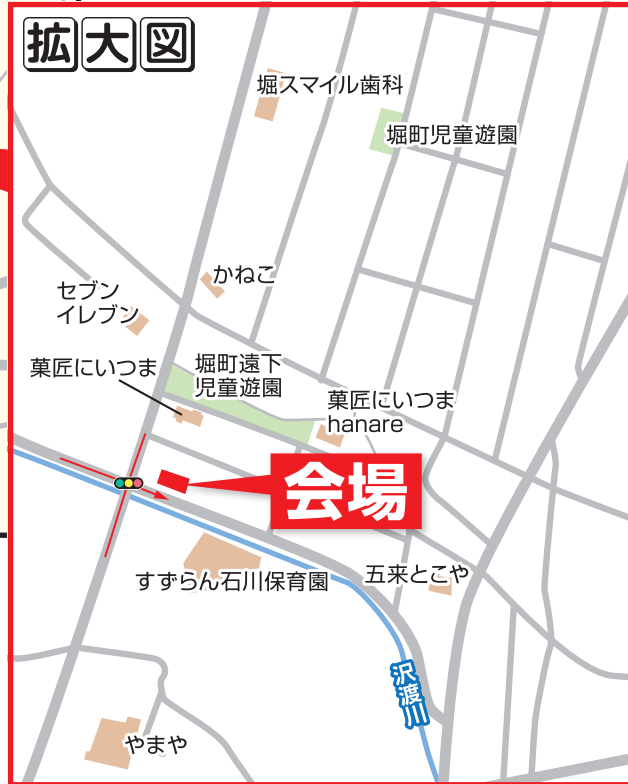 拡大図
堀スマイル歯科
堀町児童遊園
かねこ
セブン
イレブン
菓匠にいつま
堀町遠下
児童遊園
菓匠にいつま
hanare
会場
すずらん石川保育園
五来とこや
沢渡川
やまや